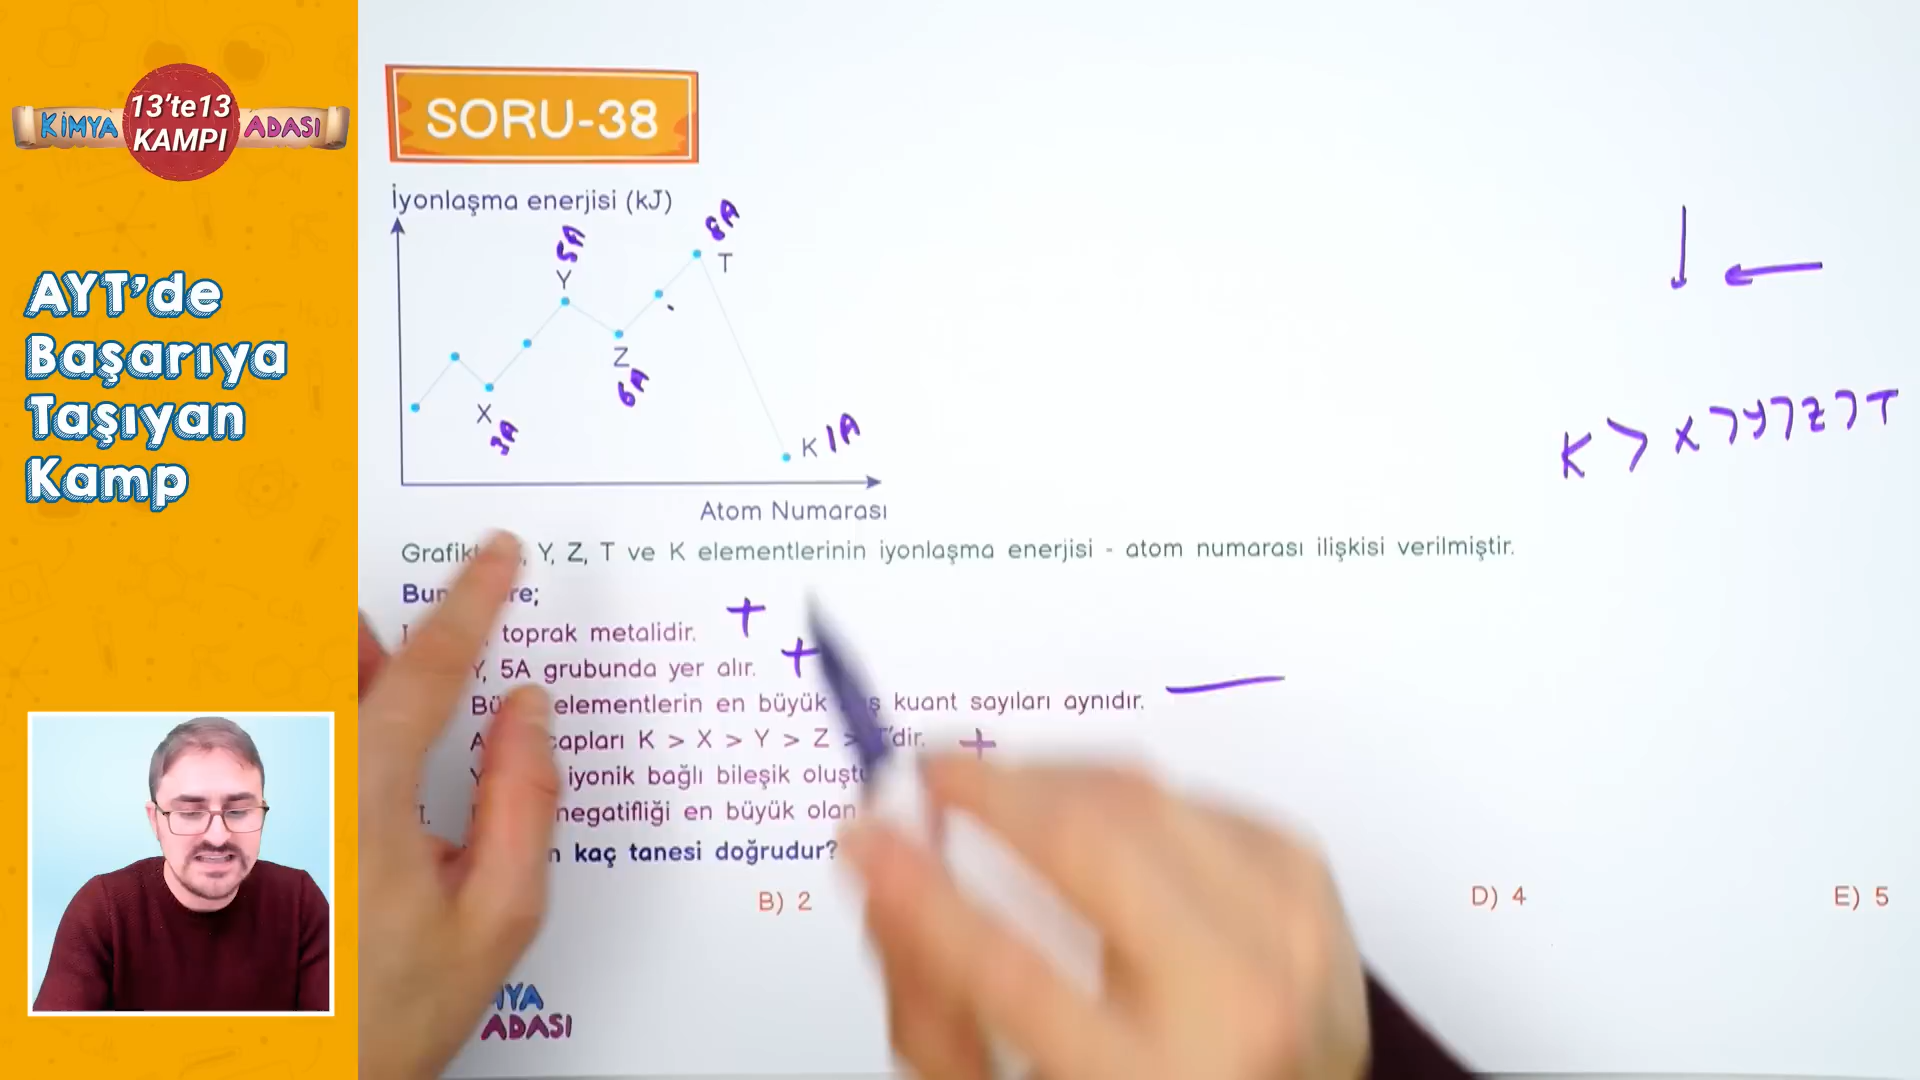 KİMYA 13'te13 KAMPI ADASI
AYT'de
Başarıya
Taşıyan
Kamp
SORU-38
İyonlaşma enerjisi (kJ)
8A
5A
Y
T
Z
6A
X
3A
K 1A
Atom Numarası
K > X > Y > Z > T
Y, Z, T ve K elementlerinin iyonlaşma enerjisi - atom numarası ilişkisi verilmiştir.
toprak metalidir. +
Y, 5A grubunda yer alır. +
elementlerin en büyük kuant sayıları aynıdır. —
K > X > Y > Z > T'dir. +
iyonik bağlı bileşik
en büyük olan
kaç tanesi doğrudur?
B) 2
D) 4
E) 5
ADASI